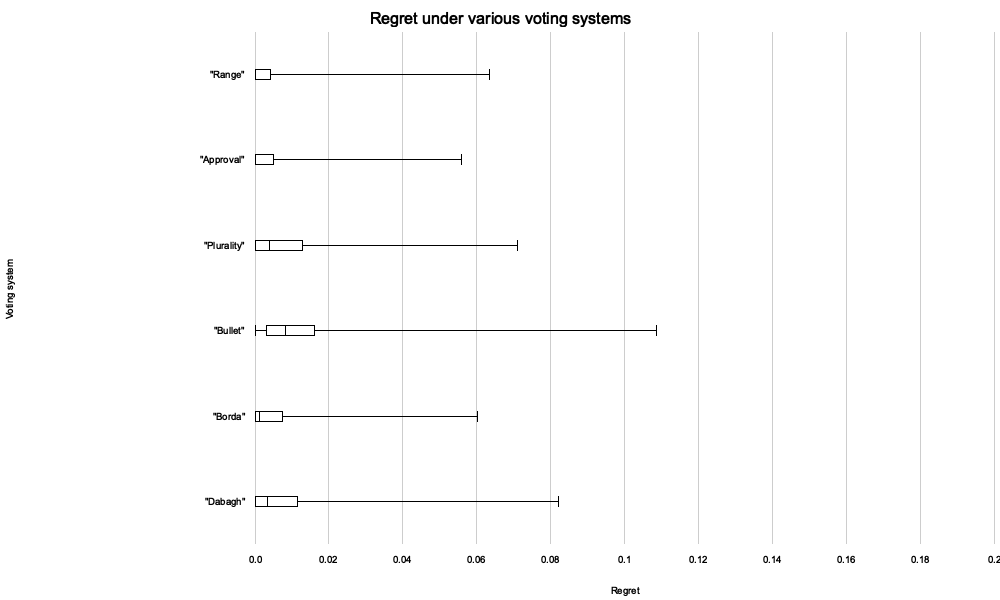 Regret under various voting systems
"Range"
"Approval"
"Plurality"
Voting system
"Bullet"
"Borda"
"Dabagh"
0.0 0.02 0.04 0.06 0.08 0.1 0.12 0.14 0.16 0.18 0.2
Regret